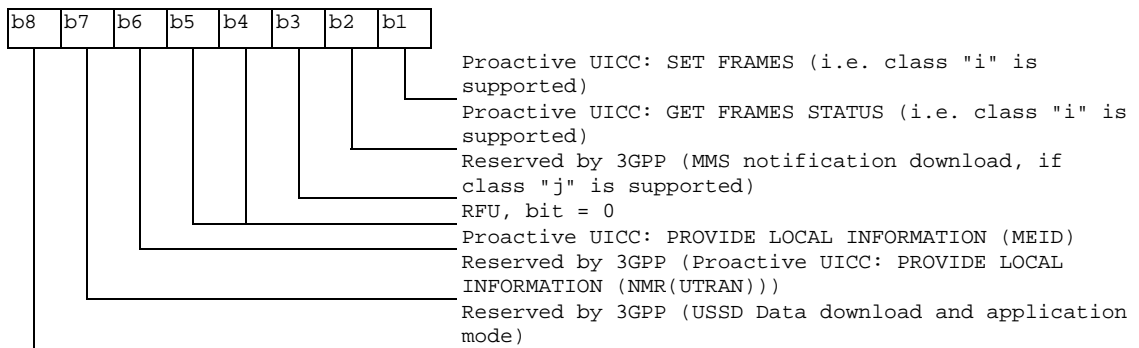 b8 b7 b6 b5 b4 b3 b2 b1
Proactive UICC: SET FRAMES (i.e. class "i" is
supported)
Proactive UICC: GET FRAMES STATUS (i.e. class "i" is
supported)
Reserved by 3GPP (MMS notification download, if
class "j" is supported)
RFU, bit = 0
Proactive UICC: PROVIDE LOCAL INFORMATION (MEID)
Reserved by 3GPP (Proactive UICC: PROVIDE LOCAL
INFORMATION (NMR(UTRAN)))
Reserved by 3GPP (USSD Data download and application
mode)